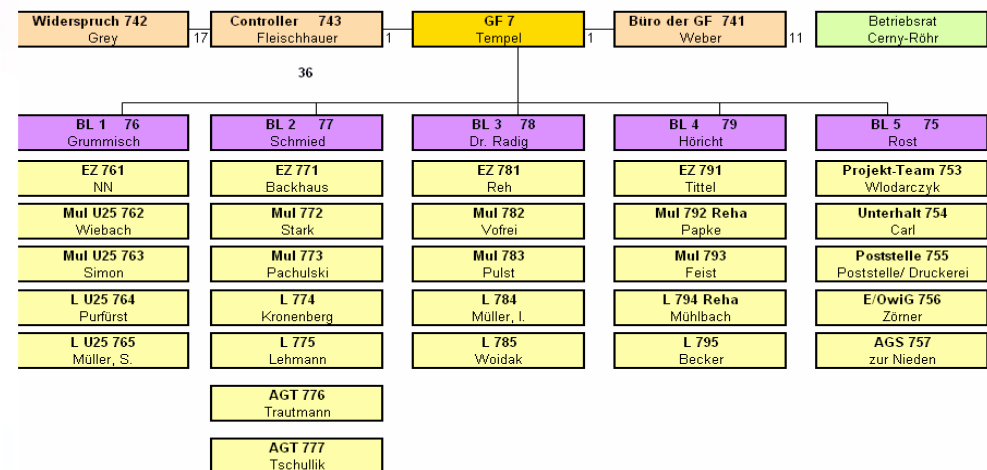 Widerspruch 742
Grey
17
Controller 743
Fleischhauer
1
GF 7
Tempel
1
Büro der GF 741
Weber
11
Betriebsrat
Cerny-Röhr
36
BL 1 76
Grummisch
BL 2 77
Schmied
BL 3 78
Dr. Radig
BL 4 79
Höricht
BL 5 75
Rost
EZ 761
NN
EZ 771
Backhaus
EZ 781
Reh
EZ 791
Tittel
Projekt-Team 753
Wlodarczyk
Mul U25 762
Wiebach
Mul 772
Stark
Mul 782
Vofrei
Mul 792 Reha
Papke
Unterhalt 754
Carl
Mul U25 763
Simon
Mul 773
Pachulski
Mul 783
Pulst
Mul 793
Feist
Poststelle 755
Poststelle/ Druckerei
L U25 764
Purfürst
L 774
Kronenberg
L 784
Müller, I.
L 794 Reha
Mühlbach
E/OwiG 756
Zörner
L U25 765
Müller, S.
L 775
Lehmann
L 785
Woidak
L 795
Becker
AGS 757
zur Nieden
AGT 776
Trautmann
AGT 777
Tschullik